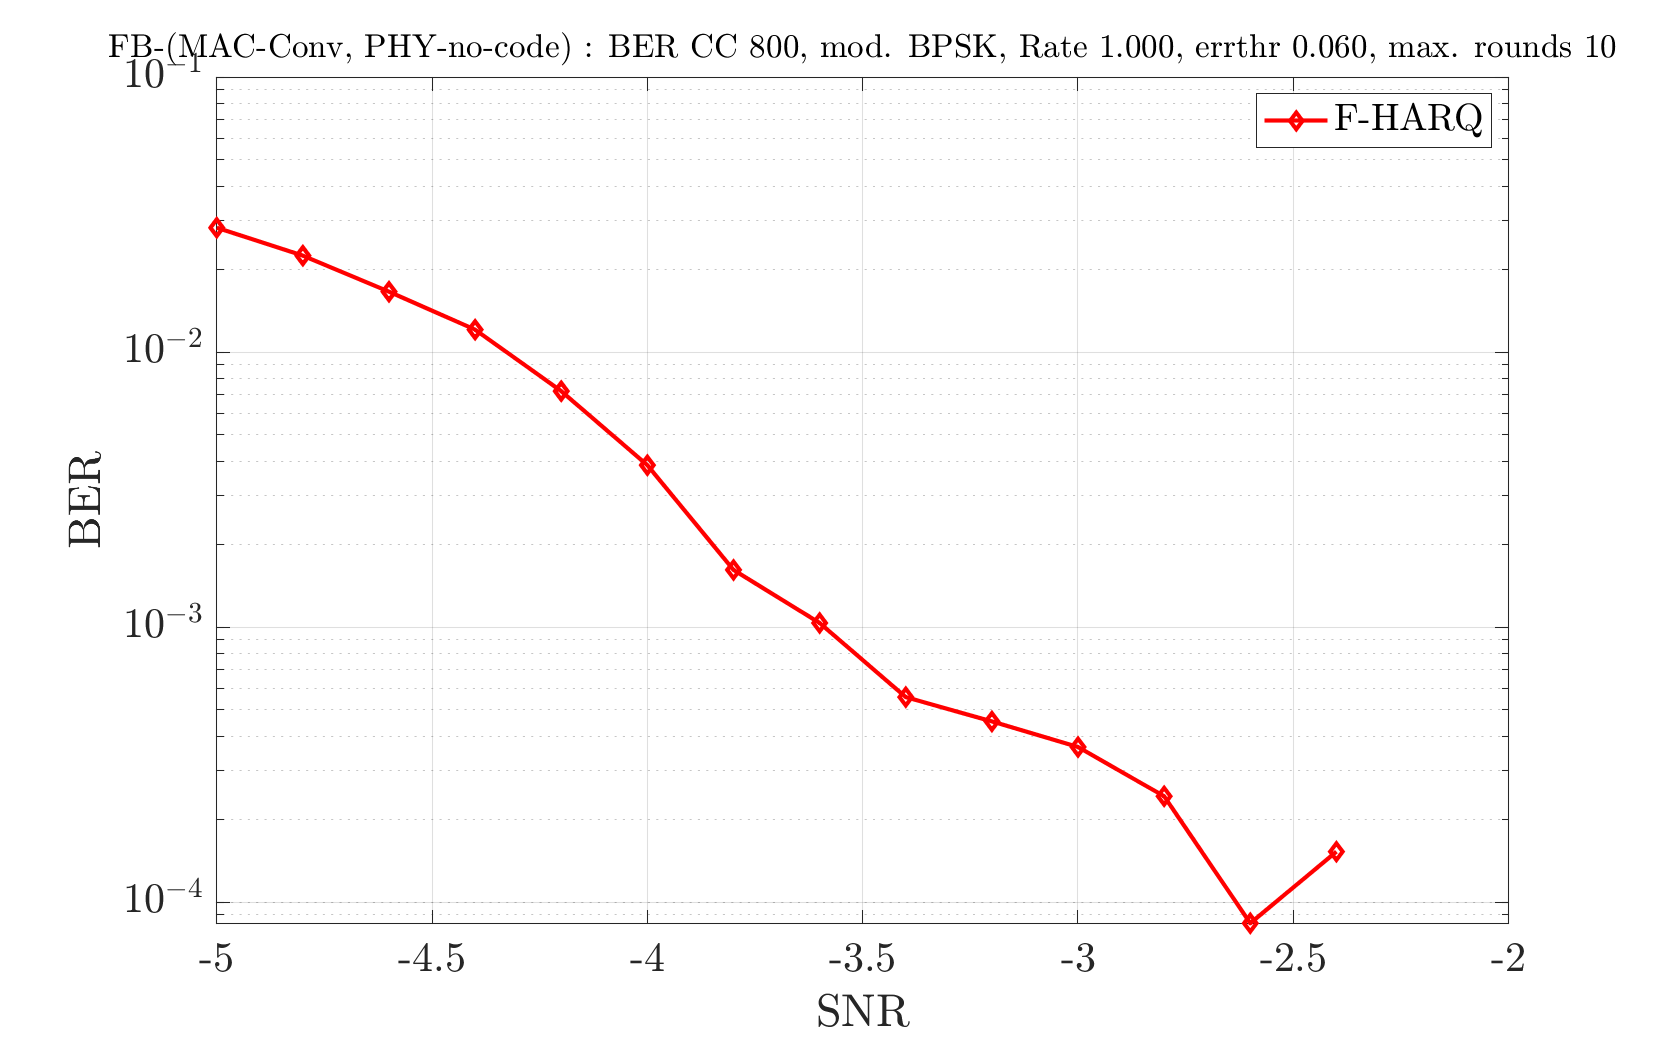 FB-(MAC-Conv, PHY-no-code) : BER CC 800, mod. BPSK, Rate 1.000, errthr 0.060, max. rounds 10
F-HARQ
10^{-1}
10^{-2}
10^{-3}
10^{-4}
BER
-5 -4.5 -4 -3.5 -3 -2.5 -2
SNR